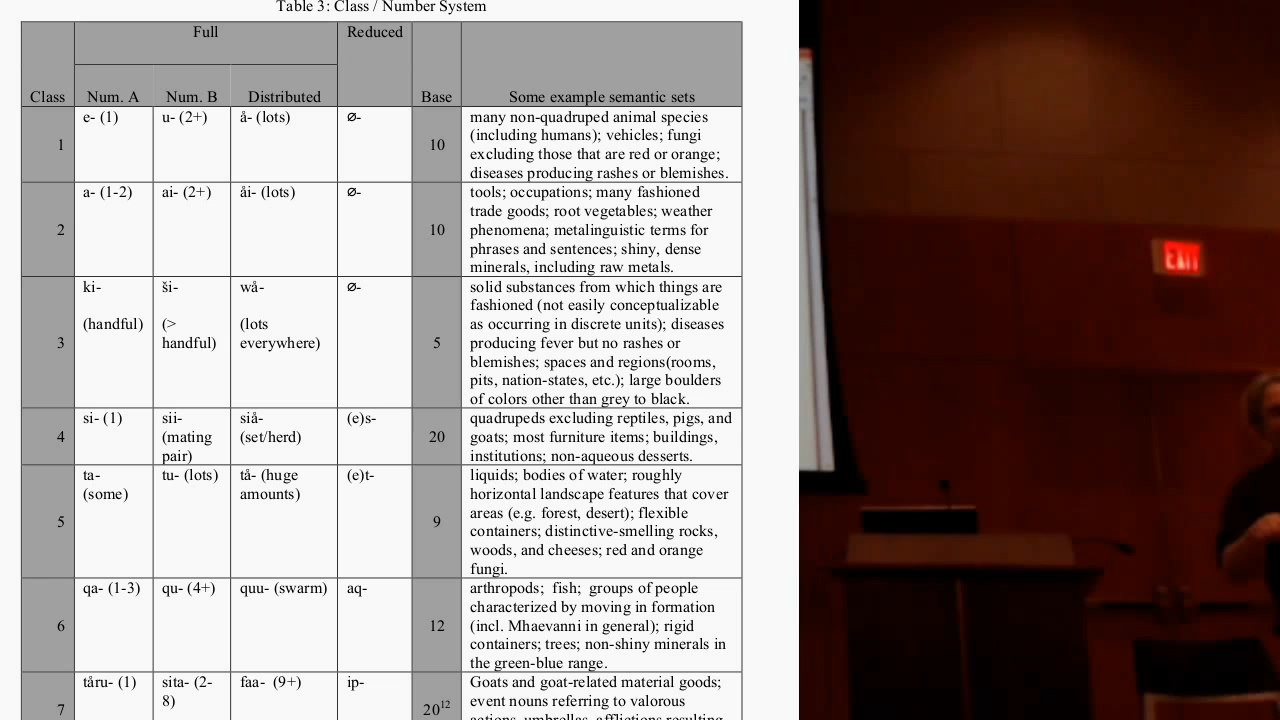 Table 3: Class / Number System
Full Reduced
Class Num. A Num. B Distributed Base Some example semantic sets
1
e- (1)
u- (2+)
å- (lots)
∅-
10
many non-quadruped animal species
(including humans); vehicles; fungi
excluding those that are red or orange;
diseases producing rashes or blemishes.
2
a- (1-2)
ai- (2+)
åi- (lots)
∅-
10
tools; occupations; many fashioned
trade goods; root vegetables; weather
phenomena; metalinguistic terms for
phrases and sentences; shiny, dense
minerals, including raw metals.
3
ki-
(handful)
ši-
(>
handful)
wå-
(lots
everywhere)
∅-
5
solid substances from which things are
fashioned (not easily conceptualizable
as occurring in discrete units); diseases
producing fever but no rashes or
blemishes; spaces and regions(rooms,
pits, nation-states, etc.); large boulders
of colors other than grey to black.
4
si- (1)
sii-
(mating
pair)
siå-
(set/herd)
(e)s-
20
quadrupeds excluding reptiles, pigs, and
goats; most furniture items; buildings,
institutions; non-aqueous desserts.
5
ta-
(some)
tu- (lots)
tå- (huge
amounts)
(e)t-
9
liquids; bodies of water; roughly
horizontal landscape features that cover
areas (e.g. forest, desert); flexible
containers; distinctive-smelling rocks,
woods, and cheeses; red and orange
fungi.
6
qa- (1-3)
qu- (4+)
quu- (swarm)
aq-
12
arthropods; fish; groups of people
characterized by moving in formation
(incl. Mhaevanni in general); rigid
containers; trees; non-shiny minerals in
the green-blue range.
7
tåru- (1)
sita- (2-
8)
faa- (9+)
ip-
20¹²
Goats and goat-related material goods;
event nouns referring to valorous
actions, umbrellas, afflictions resulting
EXIT